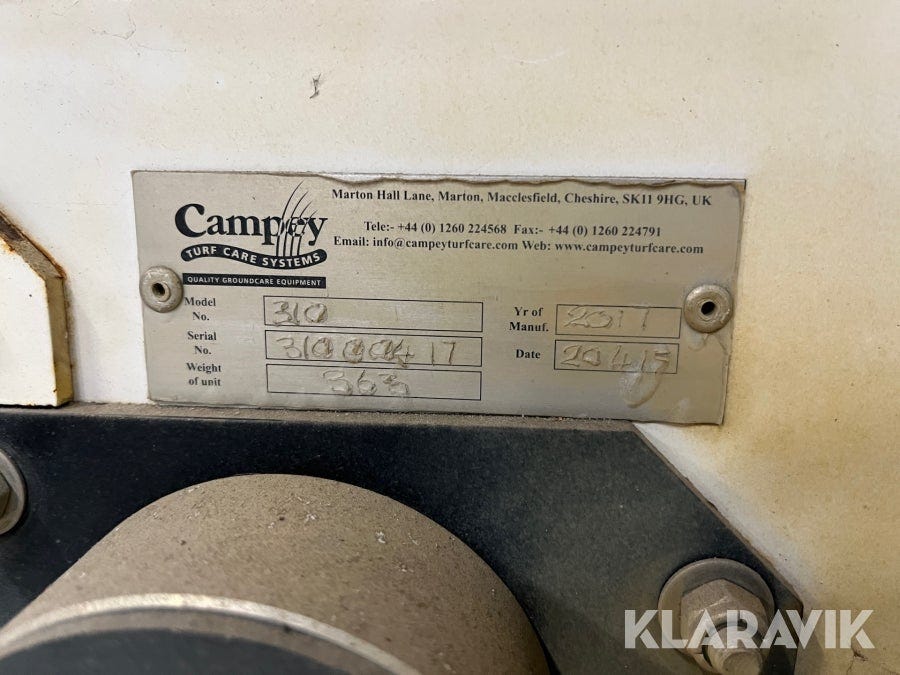 Campey
TURF CARE SYSTEMS
QUALITY GROUNDCARE EQUIPMENT
Marton Hall Lane, Marton, Macclesfield, Cheshire, SK11 9HG, UK
Tele:- +44 (0) 1260 224568 Fax:- +44 (0) 1260 224791
Email: info@campeyturfcare.com Web: www.campeyturfcare.com
Model No. 310
Yr of Manuf. 2017
Serial No. 31000417
Date
Weight of unit 363
KLARAVIK